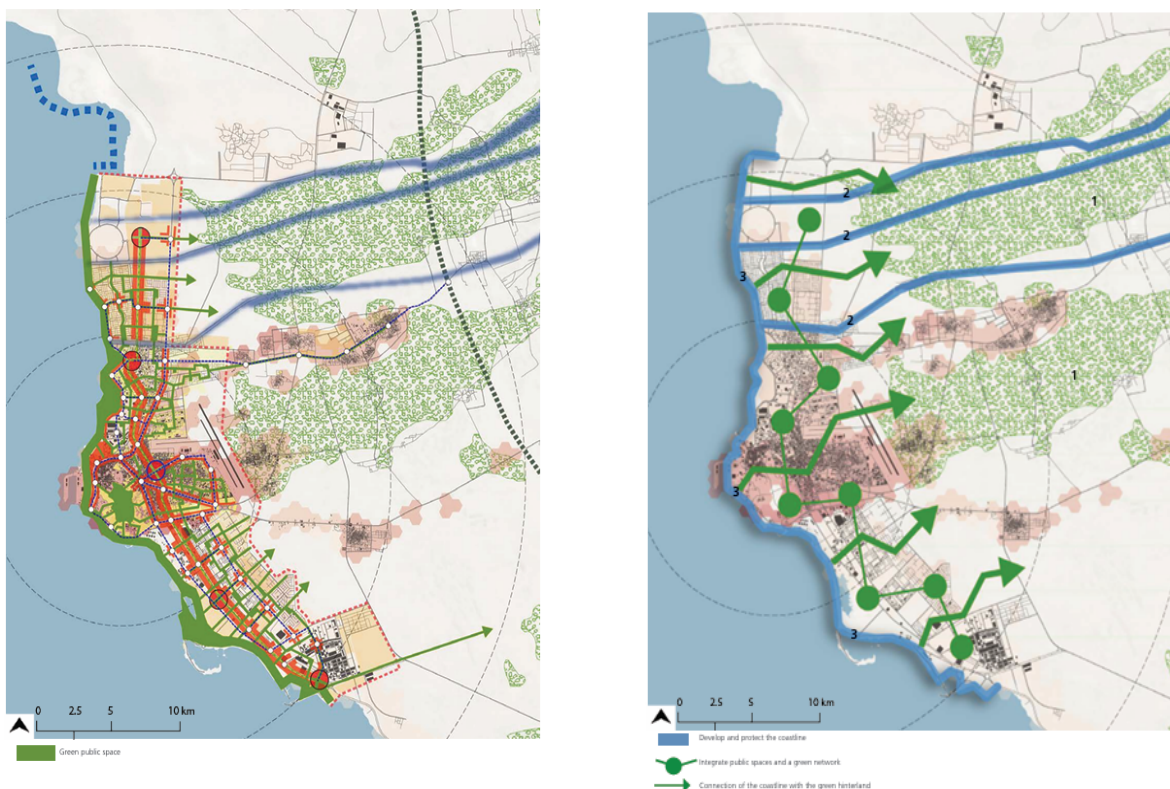 0 2.5 5 10 km
Green public space
1
2
2
3
2
1
3
3
0 2.5 5 10 km
Develop and protect the coastline
Integrate public spaces and a green network
Connection of the coastline with the green hinterland